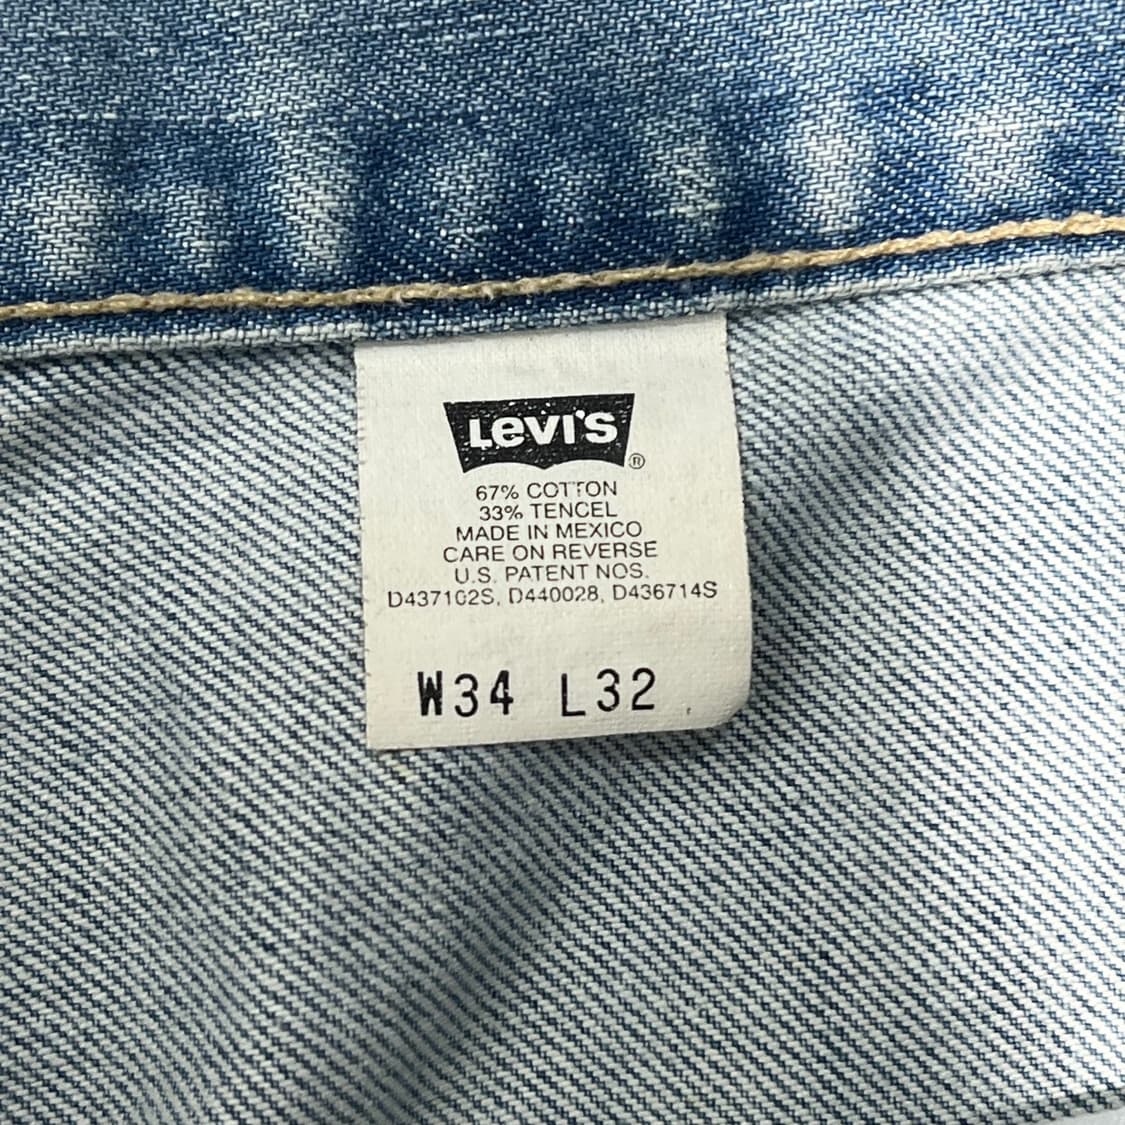 Levi's ®
67% COTTON
33% TENCEL
MADE IN MEXICO
CARE ON REVERSE
U.S. PATENT NOS.
D437102S, D440028, D436714S
W34 L32